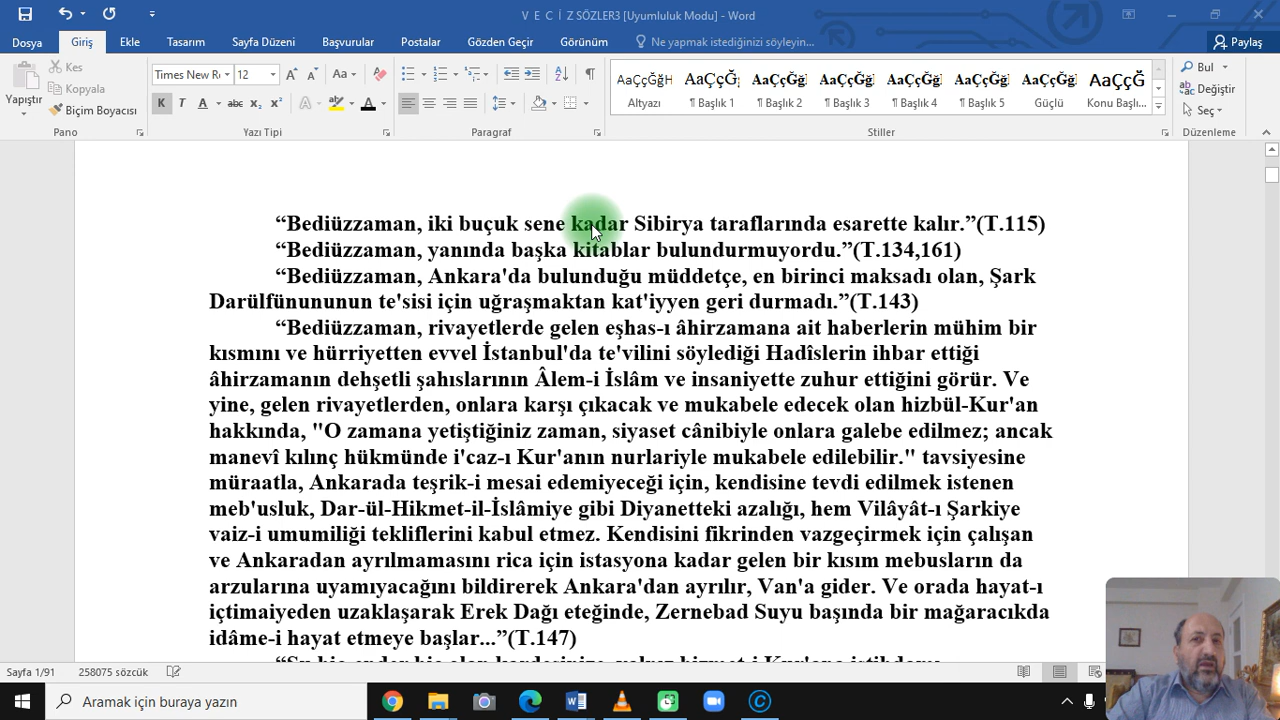 V E C İ Z SÖZLER3 [Uyumluluk Modu] - Word
Dosya Giriş Ekle Tasarım Sayfa Düzeni Başvurular Postalar Gözden Geçir Görünüm Ne yapmak istediğinizi söyleyin... Paylaş
Yapıştır
Kes
Kopyala
Biçim Boyacısı
Pano
Times New Ro 12
Yazı Tipi
Paragraf
AaÇçĞğH AaÇçĞğ AaÇçĞğ AaÇçĞğ AaÇçĞğ AaÇçĞğ AaÇçĞğ AaÇçĞ
Altyazı ¶ Başlık 1 ¶ Başlık 2 ¶ Başlık 3 ¶ Başlık 4 ¶ Başlık 5 Güçlü Konu Başlı...
Stiller
Bul
Değiştir
Seç
Düzenleme
“Bediüzzaman, iki buçuk sene kadar Sibirya taraflarında esarette kalır.”(T.115)
“Bediüzzaman, yanında başka kitablar bulundurmuyordu.”(T.134,161)
“Bediüzzaman, Ankara'da bulunduğu müddetçe, en birinci maksadı olan, Şark
Darülfünununun te'sisi için uğraşmaktan kat'iyyen geri durmadı.”(T.143)
“Bediüzzaman, rivayetlerde gelen eşhas-ı âhirzamana ait haberlerin mühim bir
kısmını ve hürriyetten evvel İstanbul'da te'vilini söylediği Hadîslerin ihbar ettiği
âhirzamanın dehşetli şahıslarının Âlem-i İslâm ve insaniyette zuhur ettiğini görür. Ve
yine, gelen rivayetlerden, onlara karşı çıkacak ve mukabele edecek olan hizbül-Kur'an
hakkında, "O zamana yetiştiğiniz zaman, siyaset cânibiyle onlara galebe edilmez; ancak
manevî kılınç hükmünde i'caz-ı Kur'anın nurlariyle mukabele edilebilir." tavsiyesine
müraatla, Ankarada teşrik-i mesai edemiyeceği için, kendisine tevdi edilmek istenen
meb'usluk, Dar-ül-Hikmet-il-İslâmiye gibi Diyanetteki azalığı, hem Vilâyât-ı Şarkiye
vaiz-i umumiliği tekliflerini kabul etmez. Kendisini fikrinden vazgeçirmek için çalışan
ve Ankaradan ayrılmamasını rica için istasyona kadar gelen bir kısım mebusların da
arzularına uyamıyacağını bildirerek Ankara'dan ayrılır, Van'a gider. Ve orada hayat-ı
içtimaiyeden uzaklaşarak Erek Dağı eteğinde, Zernebad Suyu başında bir mağaracıkda
idâme-i hayat etmeye başlar...”(T.147)
Sayfa 1/91 258075 sözcük
Aramak için buraya yazın